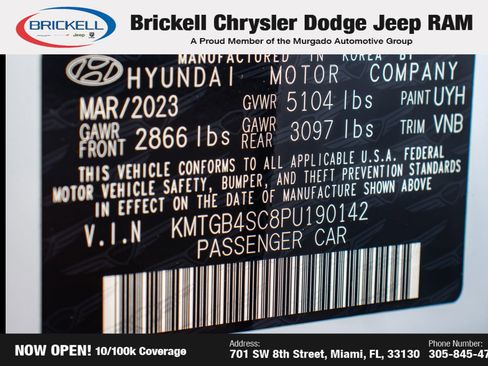 BRICKELL
Jeep
Brickell Chrysler Dodge Jeep RAM
A Proud Member of the Murgado Automotive Group
MANUFACTURED IN KOREA BY
HYUNDAI MOTOR COMPANY
MAR/2023 GVWR 5104 lbs PAINT UYH
GAWR FRONT 2866 lbs GAWR REAR 3097 lbs TRIM VNB
THIS VEHICLE CONFORMS TO ALL APPLICABLE U.S.A. FEDERAL
MOTOR VEHICLE SAFETY, BUMPER, AND THEFT PREVENTION STANDARDS
IN EFFECT ON THE DATE OF MANUFACTURE SHOWN ABOVE
V.I.N KMTGB4SC8PU190142
PASSENGER CAR
NOW OPEN! 10/100k Coverage
Address:
701 SW 8th Street, Miami, FL, 33130
Phone Number:
305-845-47